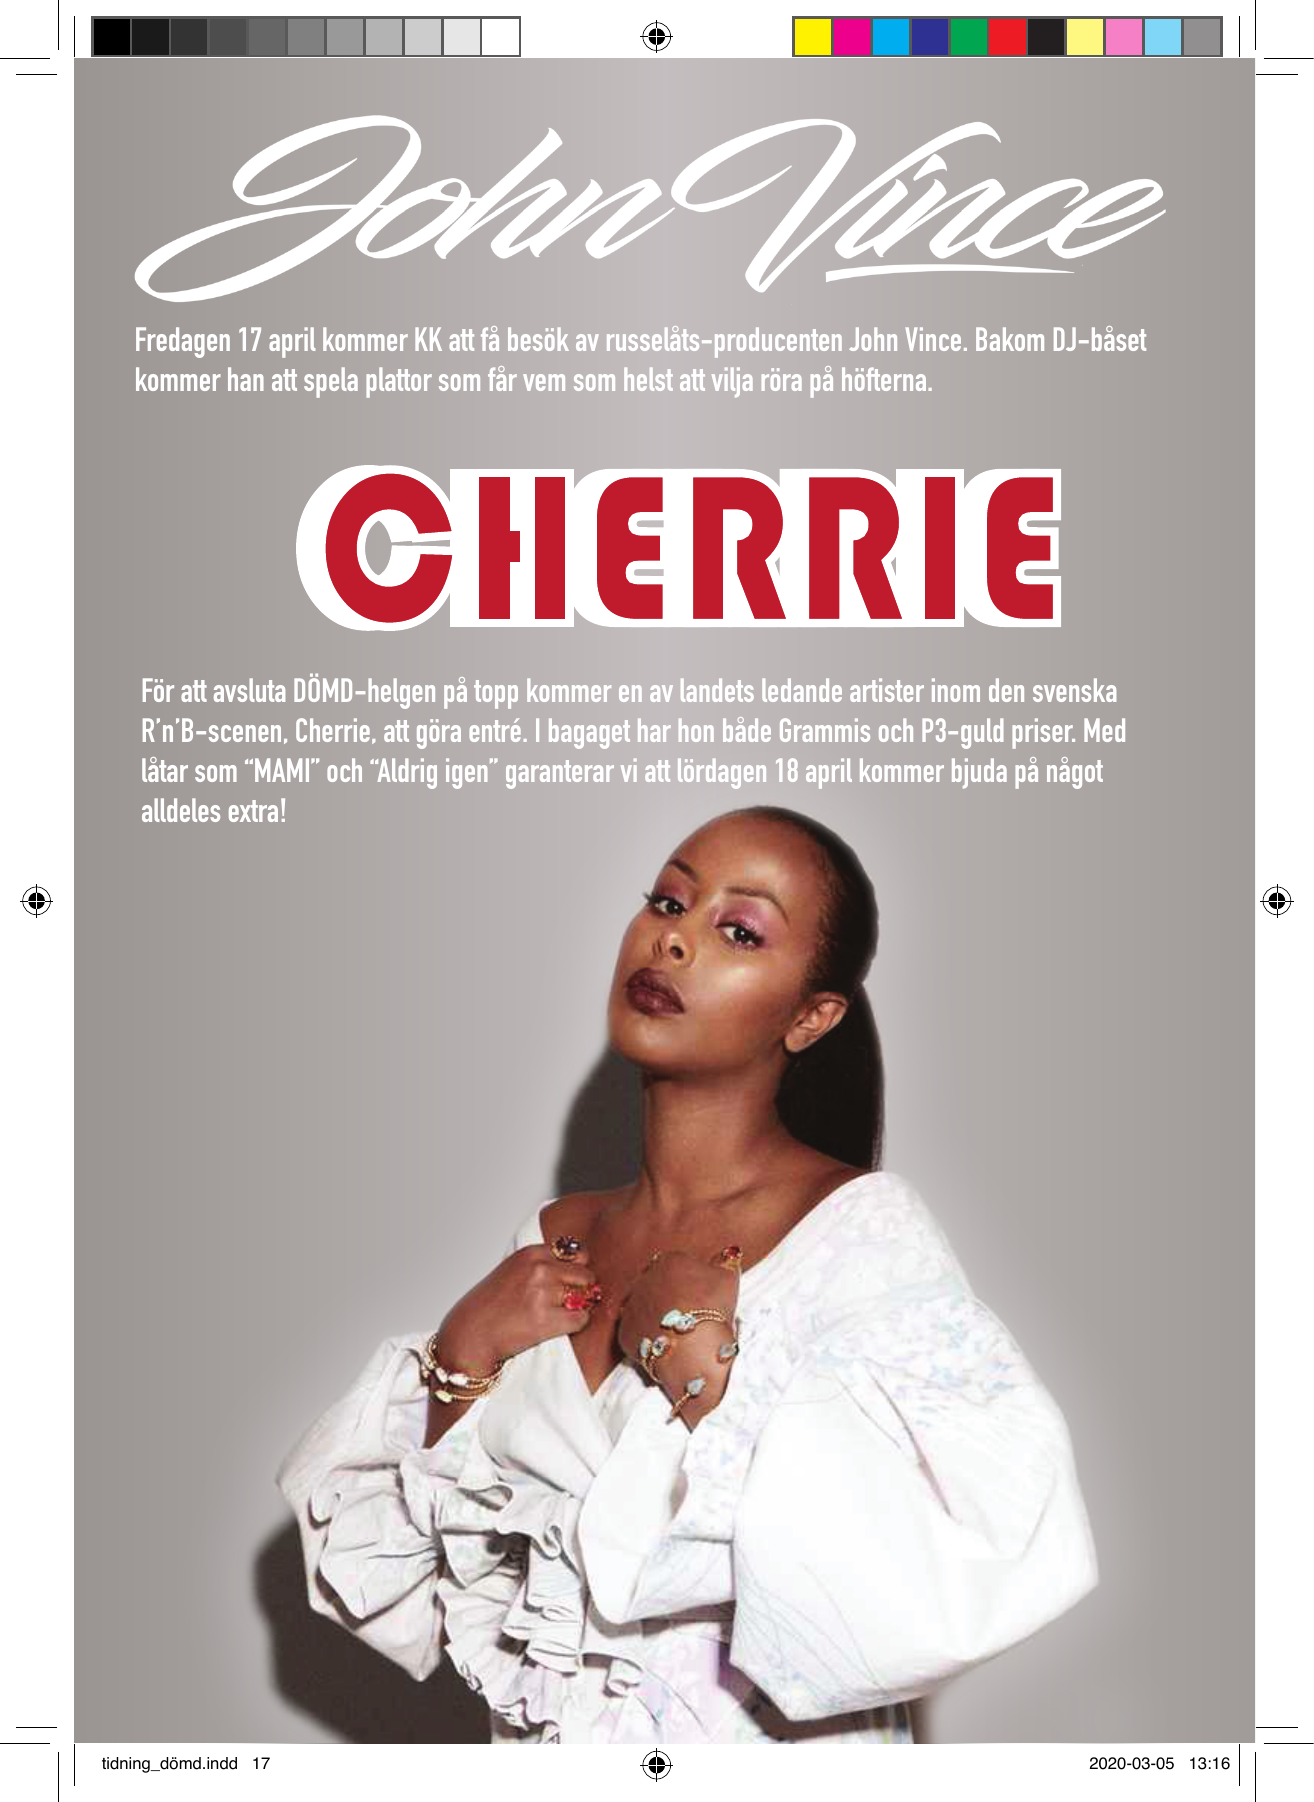 John Vince
Fredagen 17 april kommer KK att få besök av russelåts-producenten John Vince. Bakom DJ-båset
kommer han att spela plattor som får vem som helst att vilja röra på höfterna.
CHERRIE
För att avsluta DÖMD-helgen på topp kommer en av landets ledande artister inom den svenska
R’n’B-scenen, Cherrie, att göra entré. I bagaget har hon både Grammis och P3-guld priser. Med
låtar som “MAMI” och “Aldrig igen” garanterar vi att lördagen 18 april kommer bjuda på något
alldeles extra!
tidning_dömd.indd 17
2020-03-05 13:16